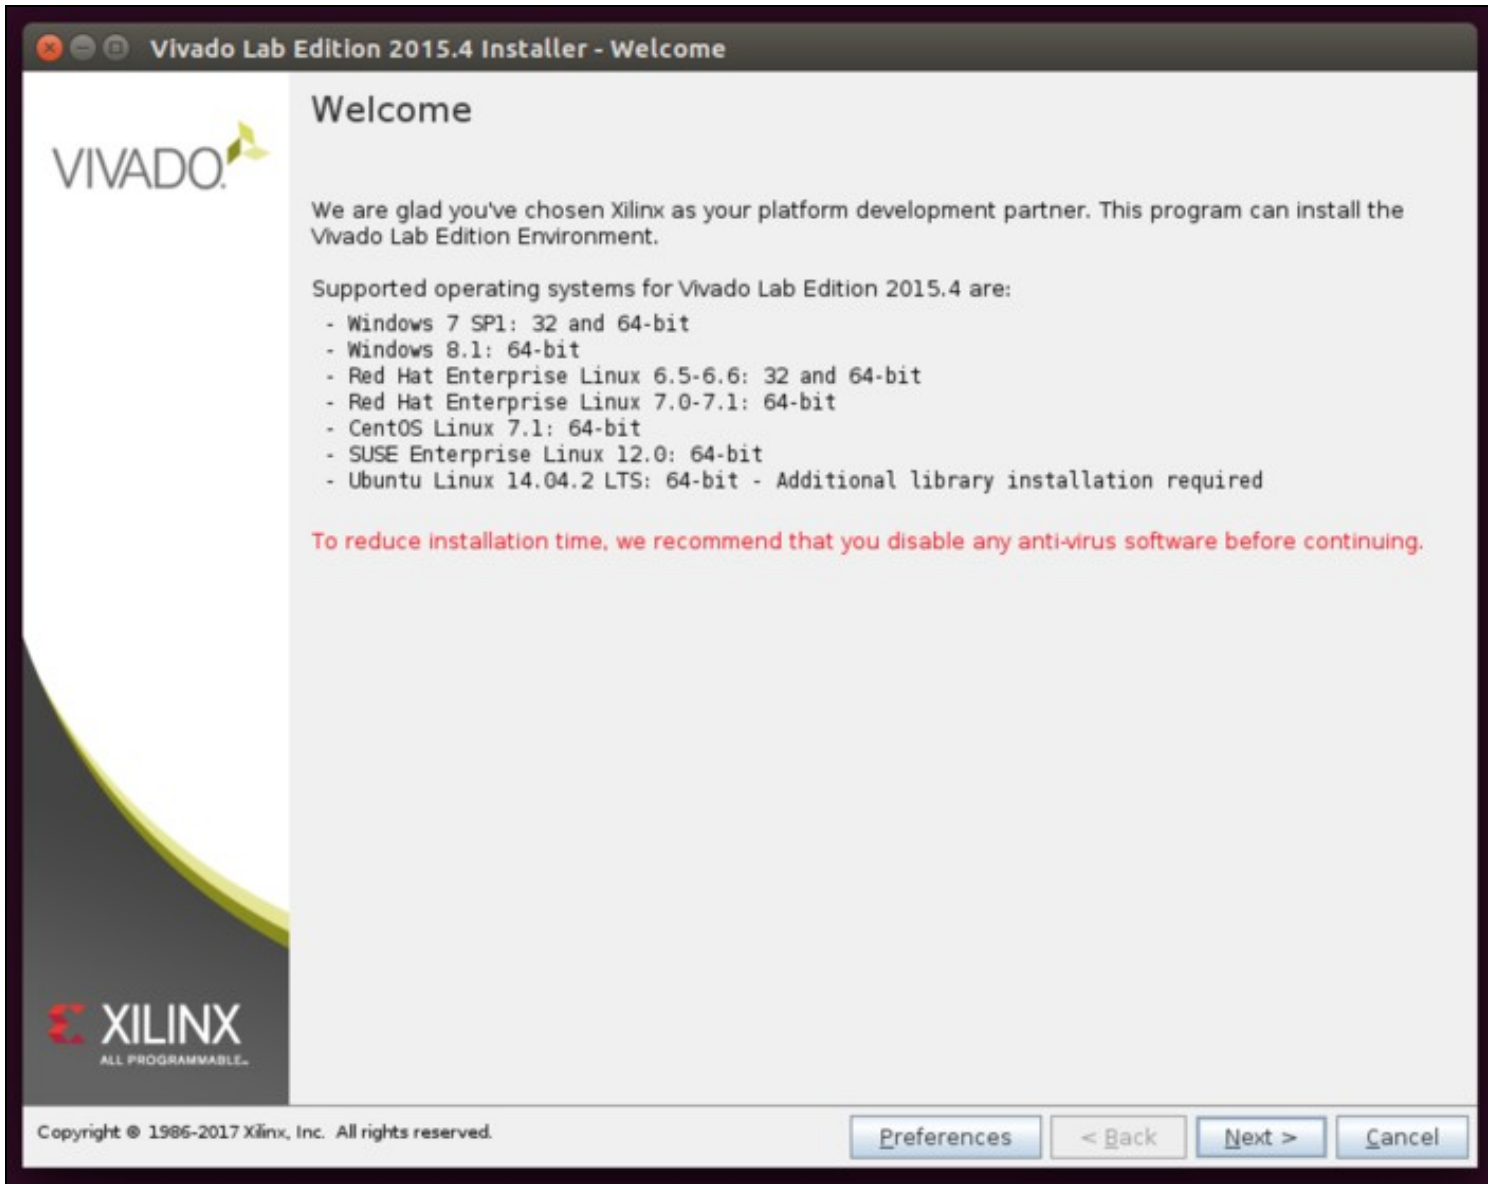 Vivado Lab Edition 2015.4 Installer - Welcome
VIVADO.
Welcome
We are glad you've chosen Xilinx as your platform development partner. This program can install the
Vivado Lab Edition Environment.
Supported operating systems for Vivado Lab Edition 2015.4 are:
- Windows 7 SP1: 32 and 64-bit
- Windows 8.1: 64-bit
- Red Hat Enterprise Linux 6.5-6.6: 32 and 64-bit
- Red Hat Enterprise Linux 7.0-7.1: 64-bit
- CentOS Linux 7.1: 64-bit
- SUSE Enterprise Linux 12.0: 64-bit
- Ubuntu Linux 14.04.2 LTS: 64-bit - Additional library installation required
To reduce installation time, we recommend that you disable any anti-virus software before continuing.
XILINX
ALL PROGRAMMABLE™
Copyright © 1986-2017 Xilinx, Inc. All rights reserved.
Preferences < Back Next > Cancel